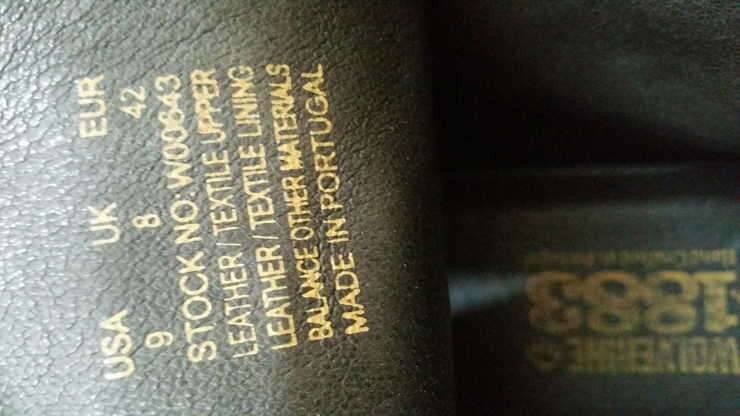 USA UK EUR
9 8 42
STOCK NO: W00643
LEATHER / TEXTILE UPPER
LEATHER / TEXTILE LINING
BALANCE OTHER MATERIALS
MADE IN PORTUGAL
WOLVERINE
1883